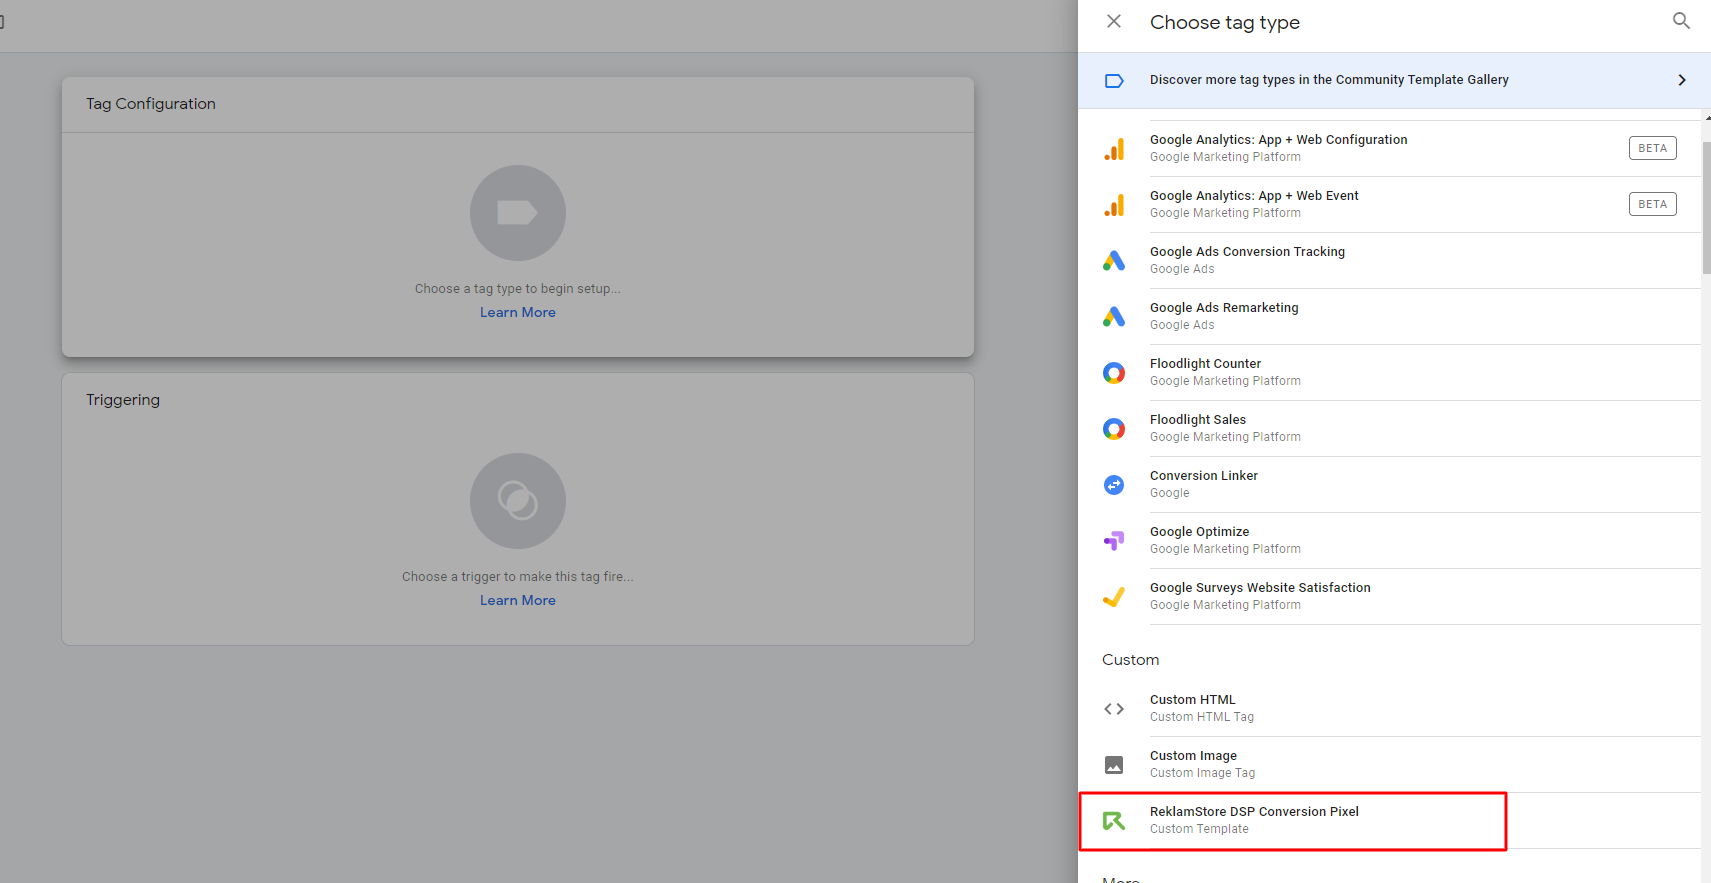 Tag Configuration
Choose a tag type to begin setup...
Learn More
Triggering
Choose a trigger to make this tag fire...
Learn More
Choose tag type
Discover more tag types in the Community Template Gallery
Google Analytics: App + Web Configuration
Google Marketing Platform
BETA
Google Analytics: App + Web Event
Google Marketing Platform
BETA
Google Ads Conversion Tracking
Google Ads
Google Ads Remarketing
Google Ads
Floodlight Counter
Google Marketing Platform
Floodlight Sales
Google Marketing Platform
Conversion Linker
Google
Google Optimize
Google Marketing Platform
Google Surveys Website Satisfaction
Google Marketing Platform
Custom
Custom HTML
Custom HTML Tag
Custom Image
Custom Image Tag
ReklamStore DSP Conversion Pixel
Custom Template
More